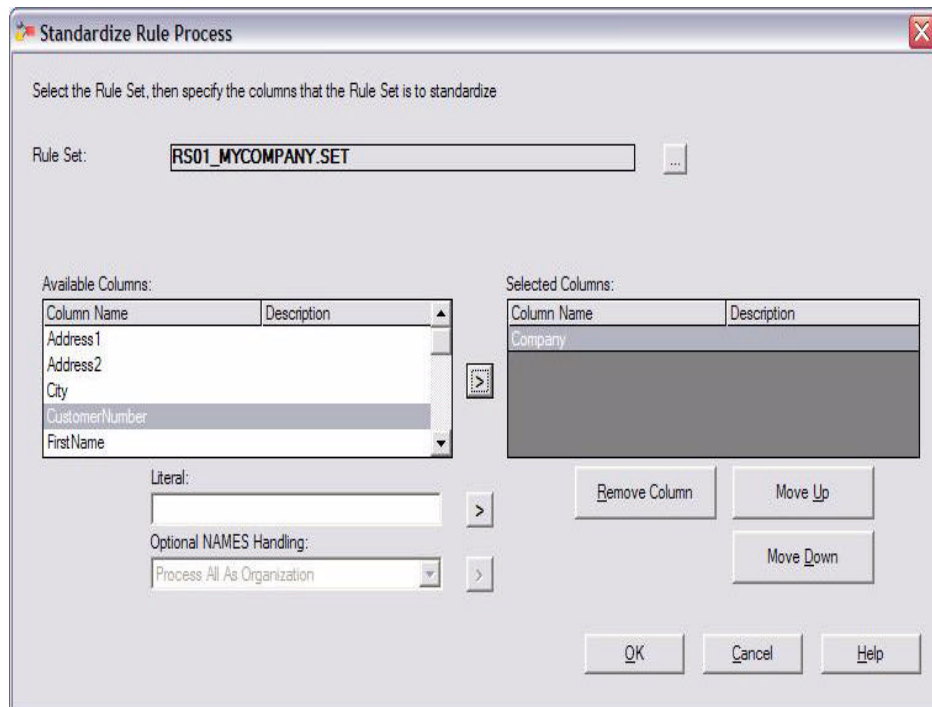 Standardize Rule Process
Select the Rule Set, then specify the columns that the Rule Set is to standardize
Rule Set:
RS01_MYCOMPANY.SET
...
Available Columns:
Column Name Description
Address1
Address2
City
CustomerNumber
FirstName
>
Selected Columns:
Column Name Description
Company
Literal:
>
Optional NAMES Handling:
Process All As Organization
>
Remove Column
Move Up
Move Down
OK
Cancel
Help